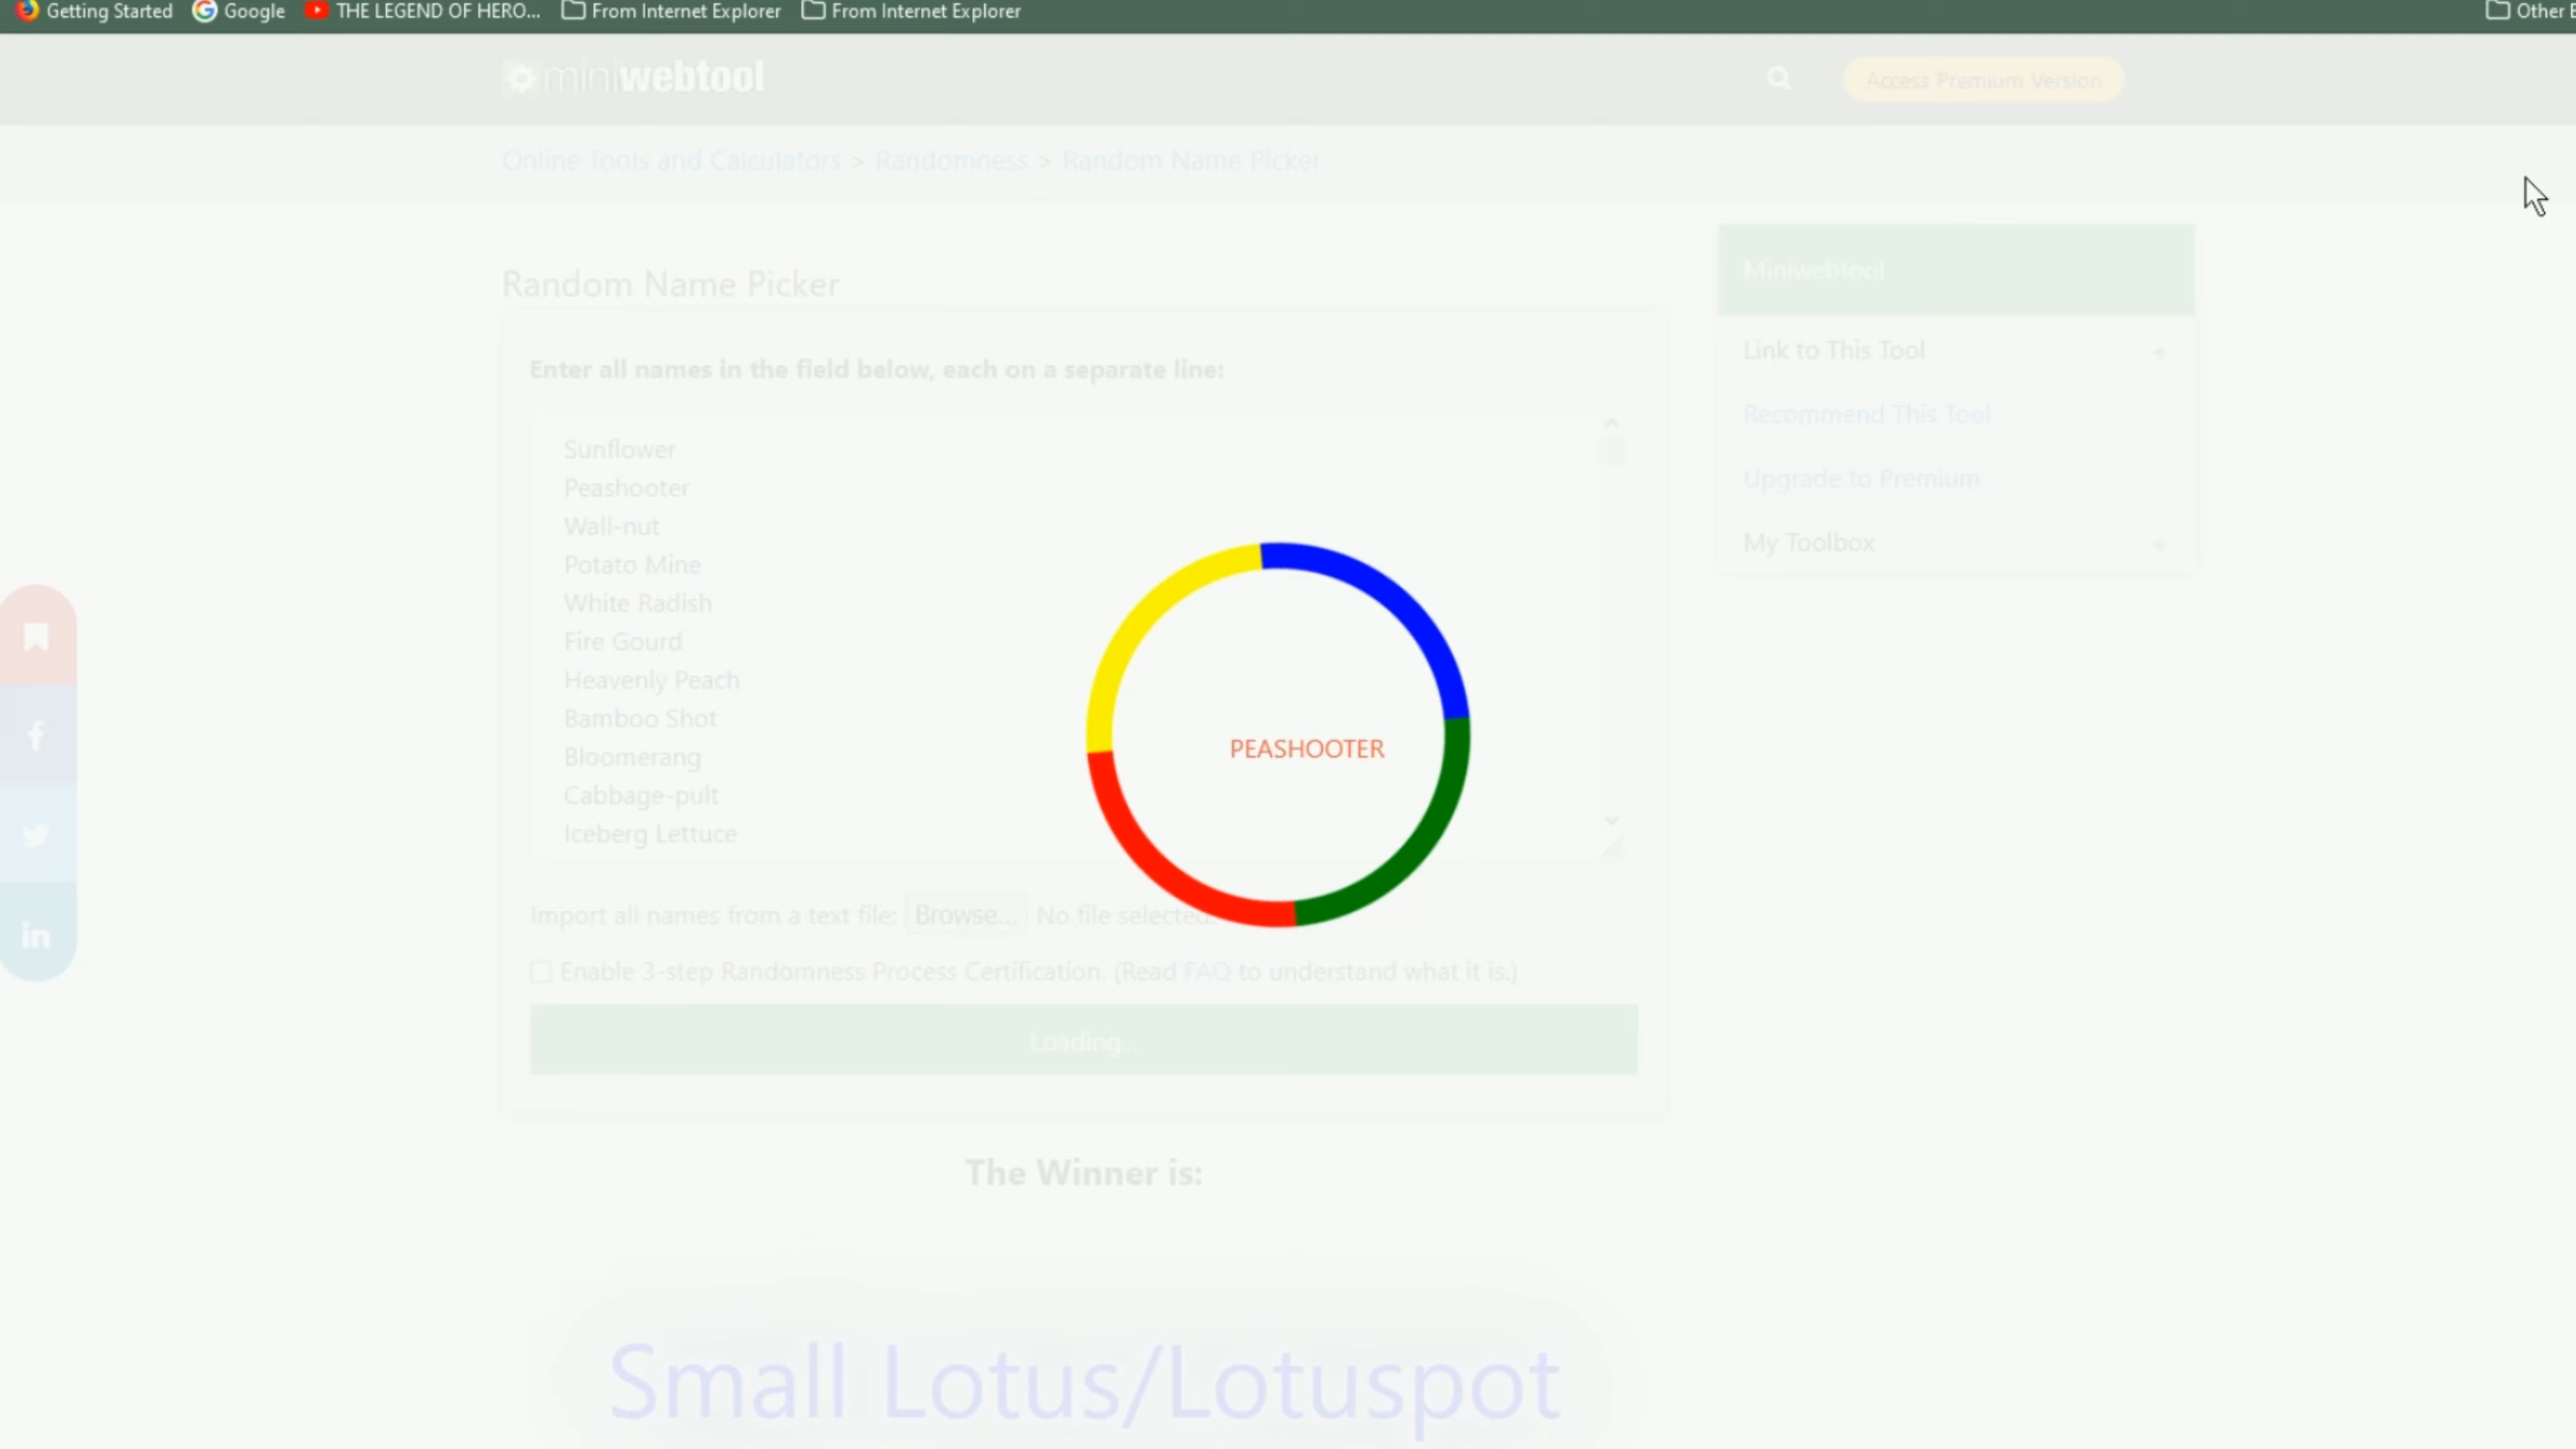 Getting Started Google THE LEGEND OF HERO... From Internet Explorer From Internet Explorer Other
miniwebtool Access Premium Version
Online Tools and Calculators > Randomness > Random Name Picker
Random Name Picker
Miniwebtool
Link to This Tool +
Recommend This Tool
Upgrade to Premium
My Toolbox +
Enter all names in the field below, each on a separate line:
Sunflower
Peashooter
Wall-nut
Potato Mine
White Radish
Fire Gourd
Heavenly Peach
Bamboo Shot
Bloomerang
Cabbage-pult
Iceberg Lettuce
PEASHOOTER
f
in
Import all names from a text file: Browse... No file selected.
Enable 3-step Randomness Process Certification. (Read FAQ to understand what it is.)
Loading...
The Winner is:
Small Lotus/Lotuspot